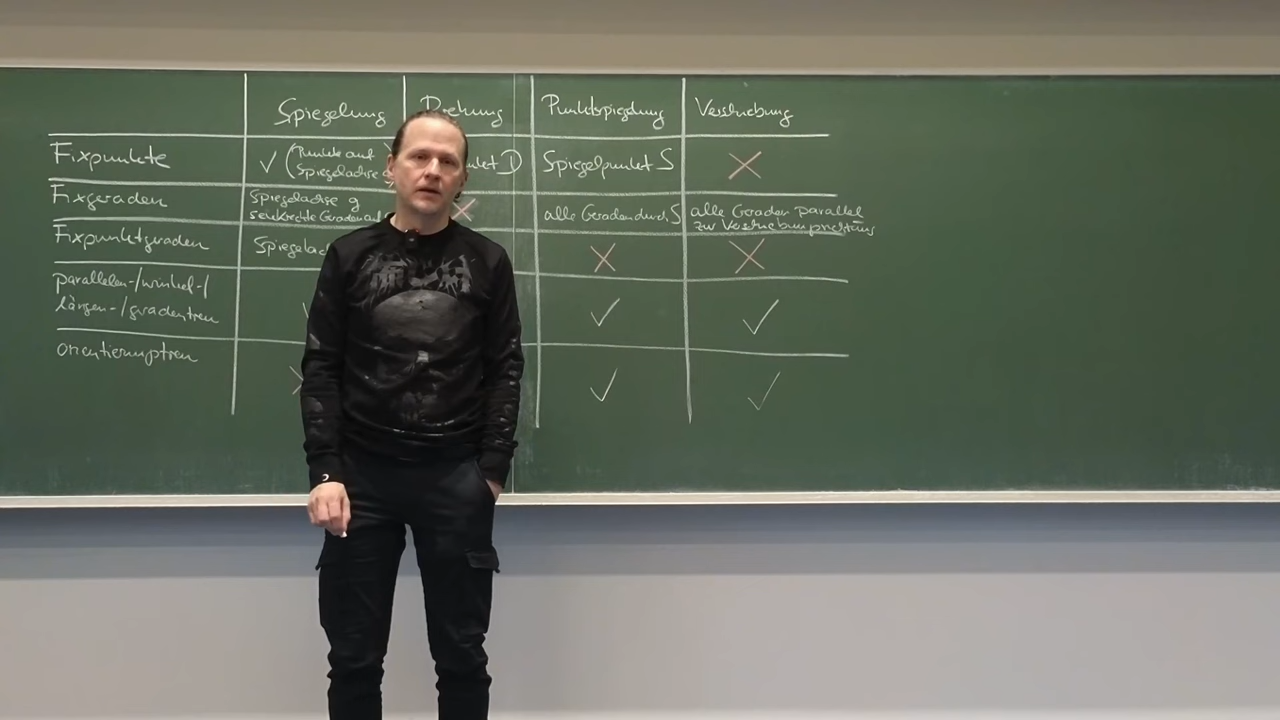 Spiegelung Drehung Punktspiegelung Verschiebung
Fixpunkte ✓ (Punkte auf D Spiegelpunkt S ✗
Spiegelachse
Fixgeraden Spiegelachse g ✗ alle Geraden durch S alle Geraden parallel
senkrechte Geraden auf zur Verschiebungsrichtung
Fixpunktgeraden ✗ ✗
parallelen-/winkel-/
längen-/geradentreu ✓ ✓
orientierungstreu ✓ ✓